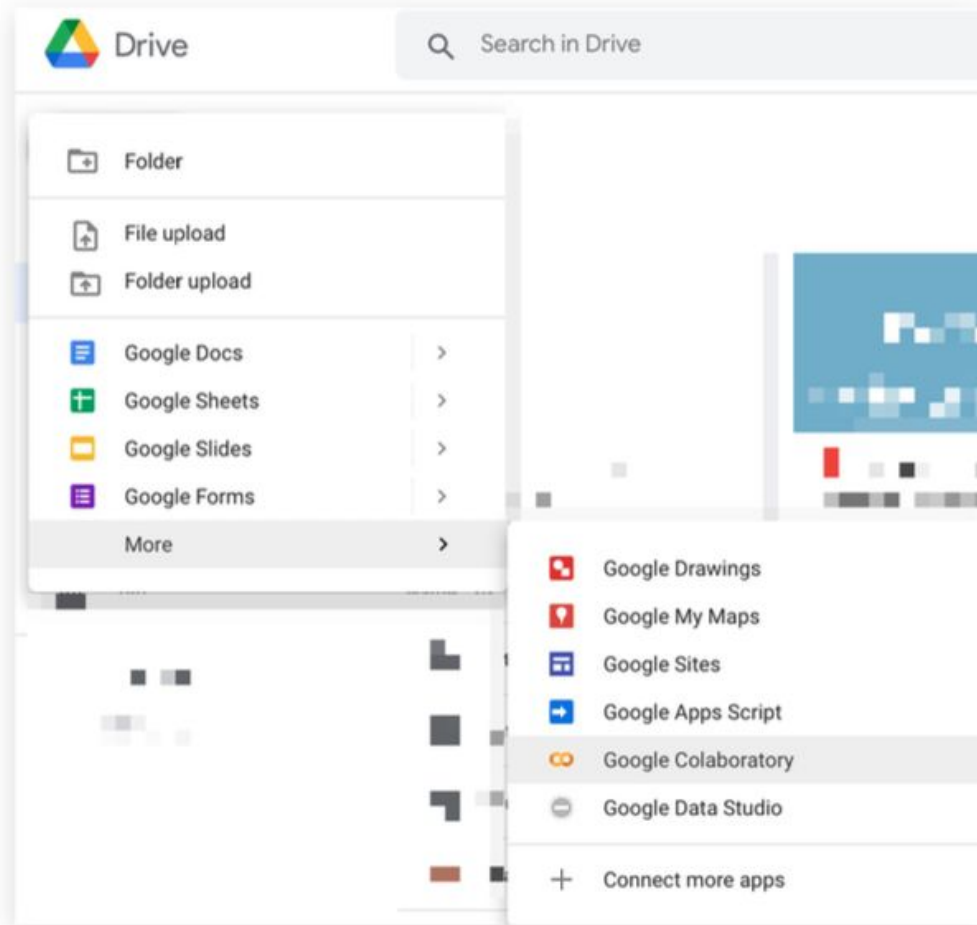 Drive
Search in Drive
Folder
File upload
Folder upload
Google Docs
Google Sheets
Google Slides
Google Forms
More
Google Drawings
Google My Maps
Google Sites
Google Apps Script
Google Colaboratory
Google Data Studio
Connect more apps